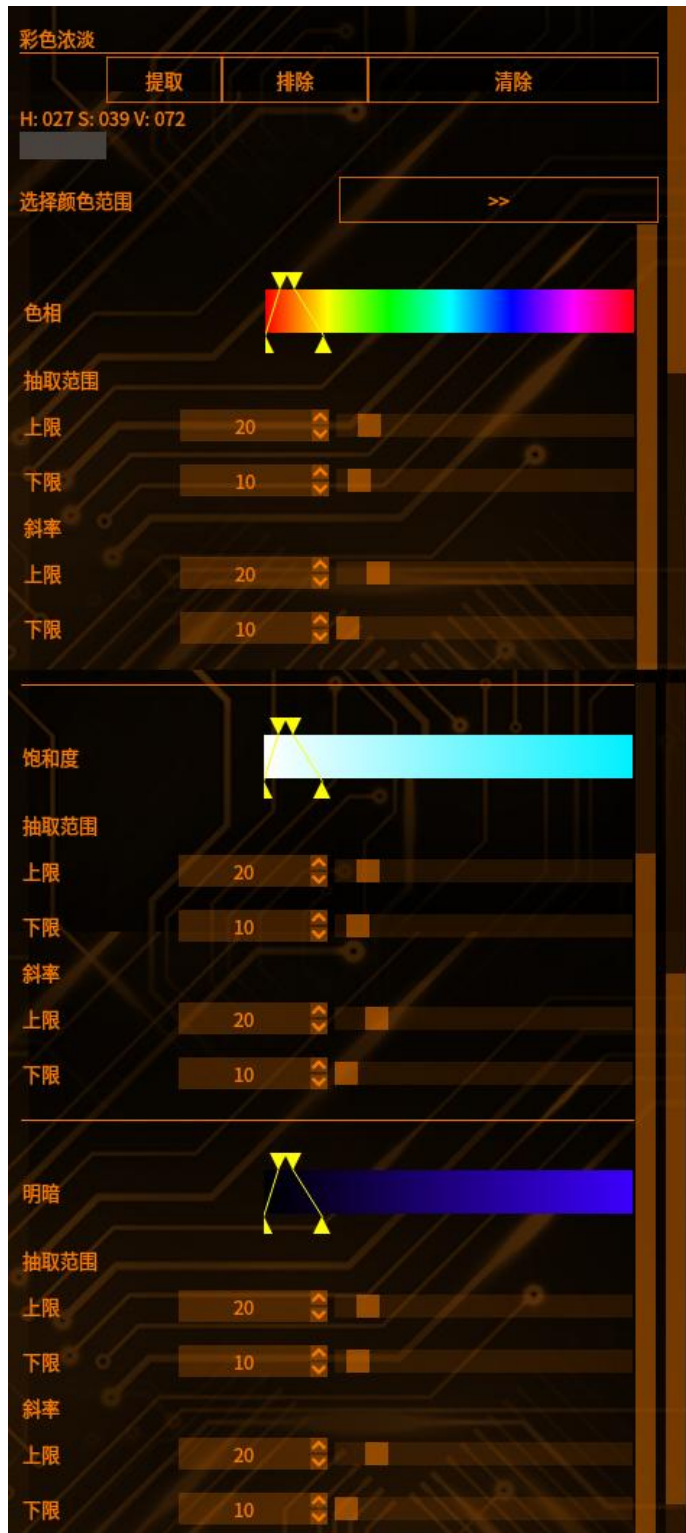 彩色浓淡
提取 排除 清除
H: 027 S: 039 V: 072
选择颜色范围 >>
色相
抽取范围
上限 20
下限 10
斜率
上限 20
下限 10
饱和度
抽取范围
上限 20
下限 10
斜率
上限 20
下限 10
明暗
抽取范围
上限 20
下限 10
斜率
上限 20
下限 10